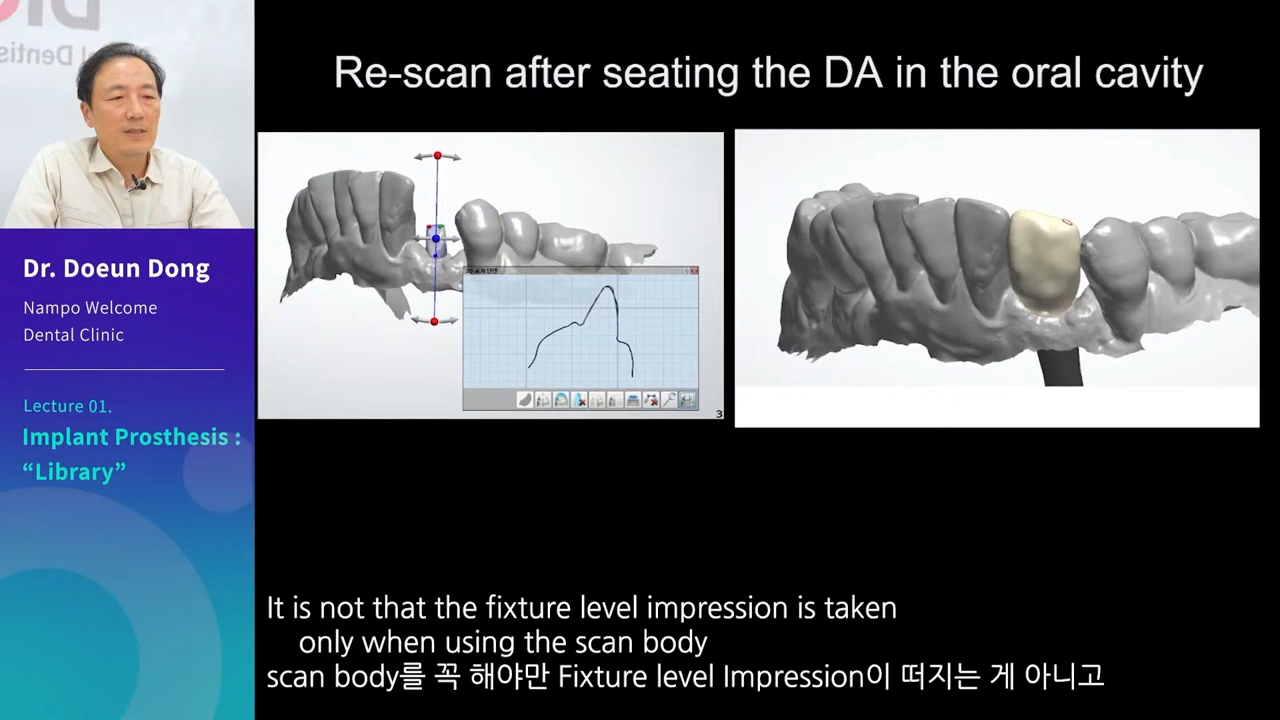 Re-scan after seating the DA in the oral cavity
Dr. Doeun Dong
Nampo Welcome
Dental Clinic
Lecture 01.
Implant Prosthesis :
“Library”
3
It is not that the fixture level impression is taken
only when using the scan body
scan body를 꼭 해야만 Fixture level Impression이 떠지는 게 아니고